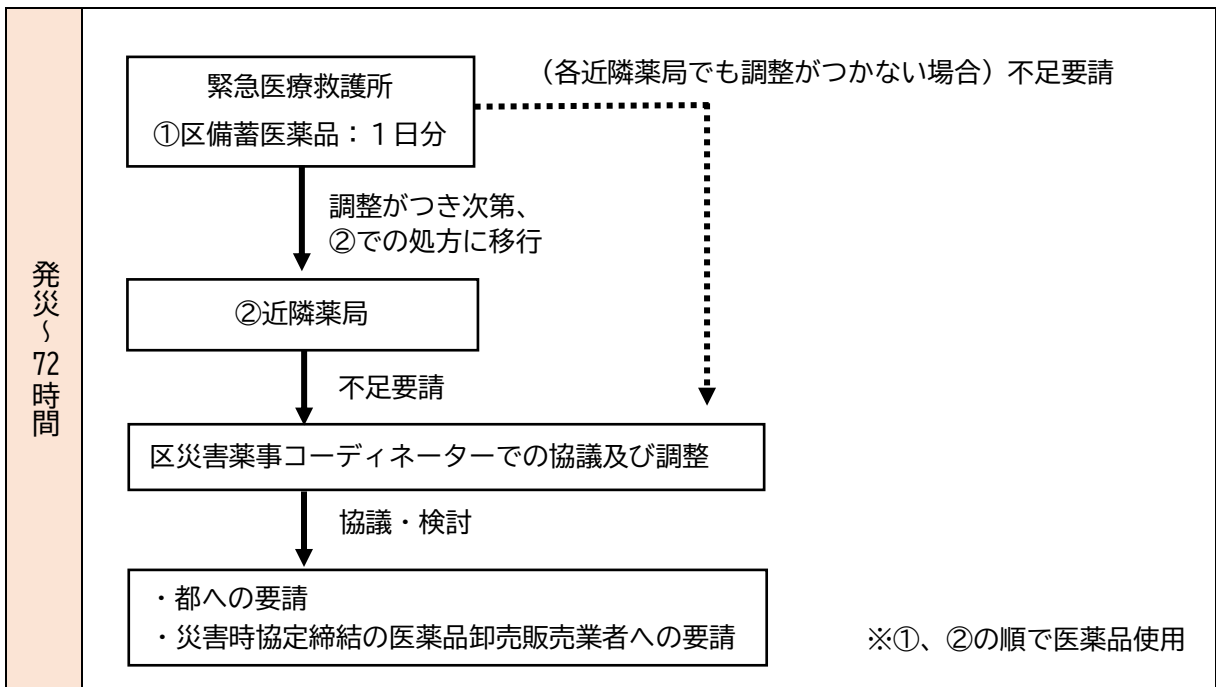 発災~72時間
緊急医療救護所
①区備蓄医薬品：１日分
（各近隣薬局でも調整がつかない場合）不足要請
調整がつき次第、
②での処方に移行
②近隣薬局
不足要請
区災害薬事コーディネーターでの協議及び調整
協議・検討
・都への要請
・災害時協定締結の医薬品卸売販売業者への要請
※①、②の順で医薬品使用